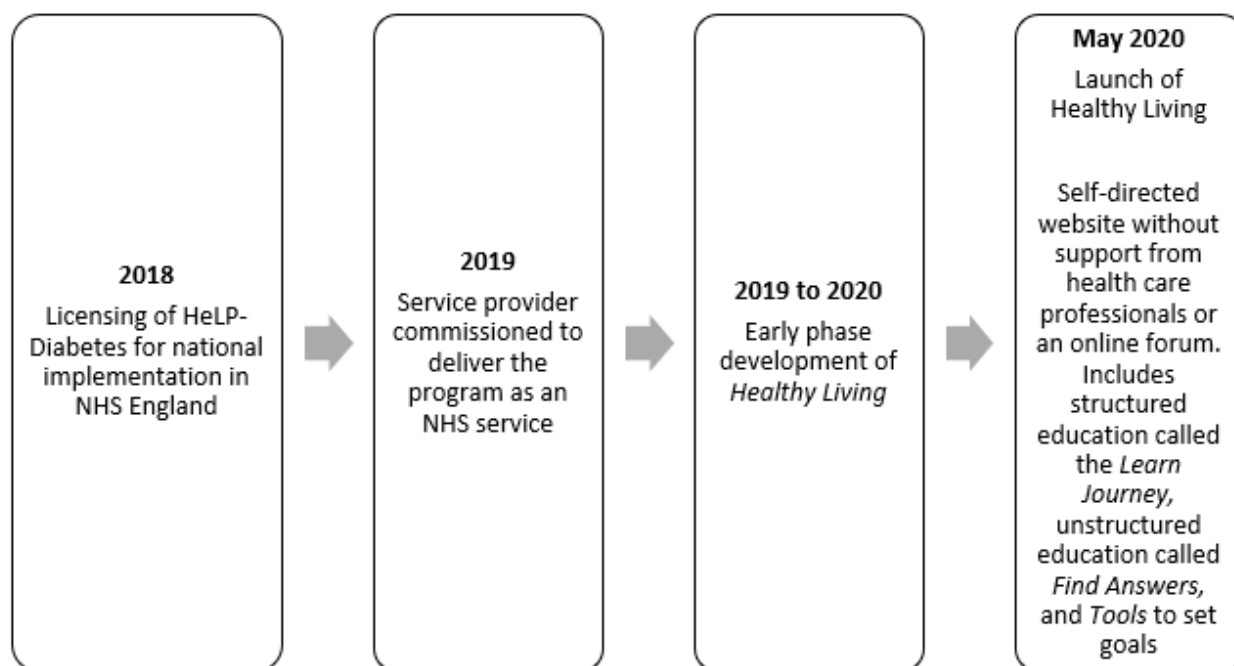 2018
Licensing of HeLP-
Diabetes for national
implementation in
NHS England
2019
Service provider
commissioned to
deliver the
program as an
NHS service
2019 to 2020
Early phase
development of
Healthy Living
May 2020
Launch of
Healthy Living
Self-directed
website without
support from
health care
professionals or
an online forum.
Includes
structured
education called
the Learn
Journey,
unstructured
education called
Find Answers,
and Tools to set
goals